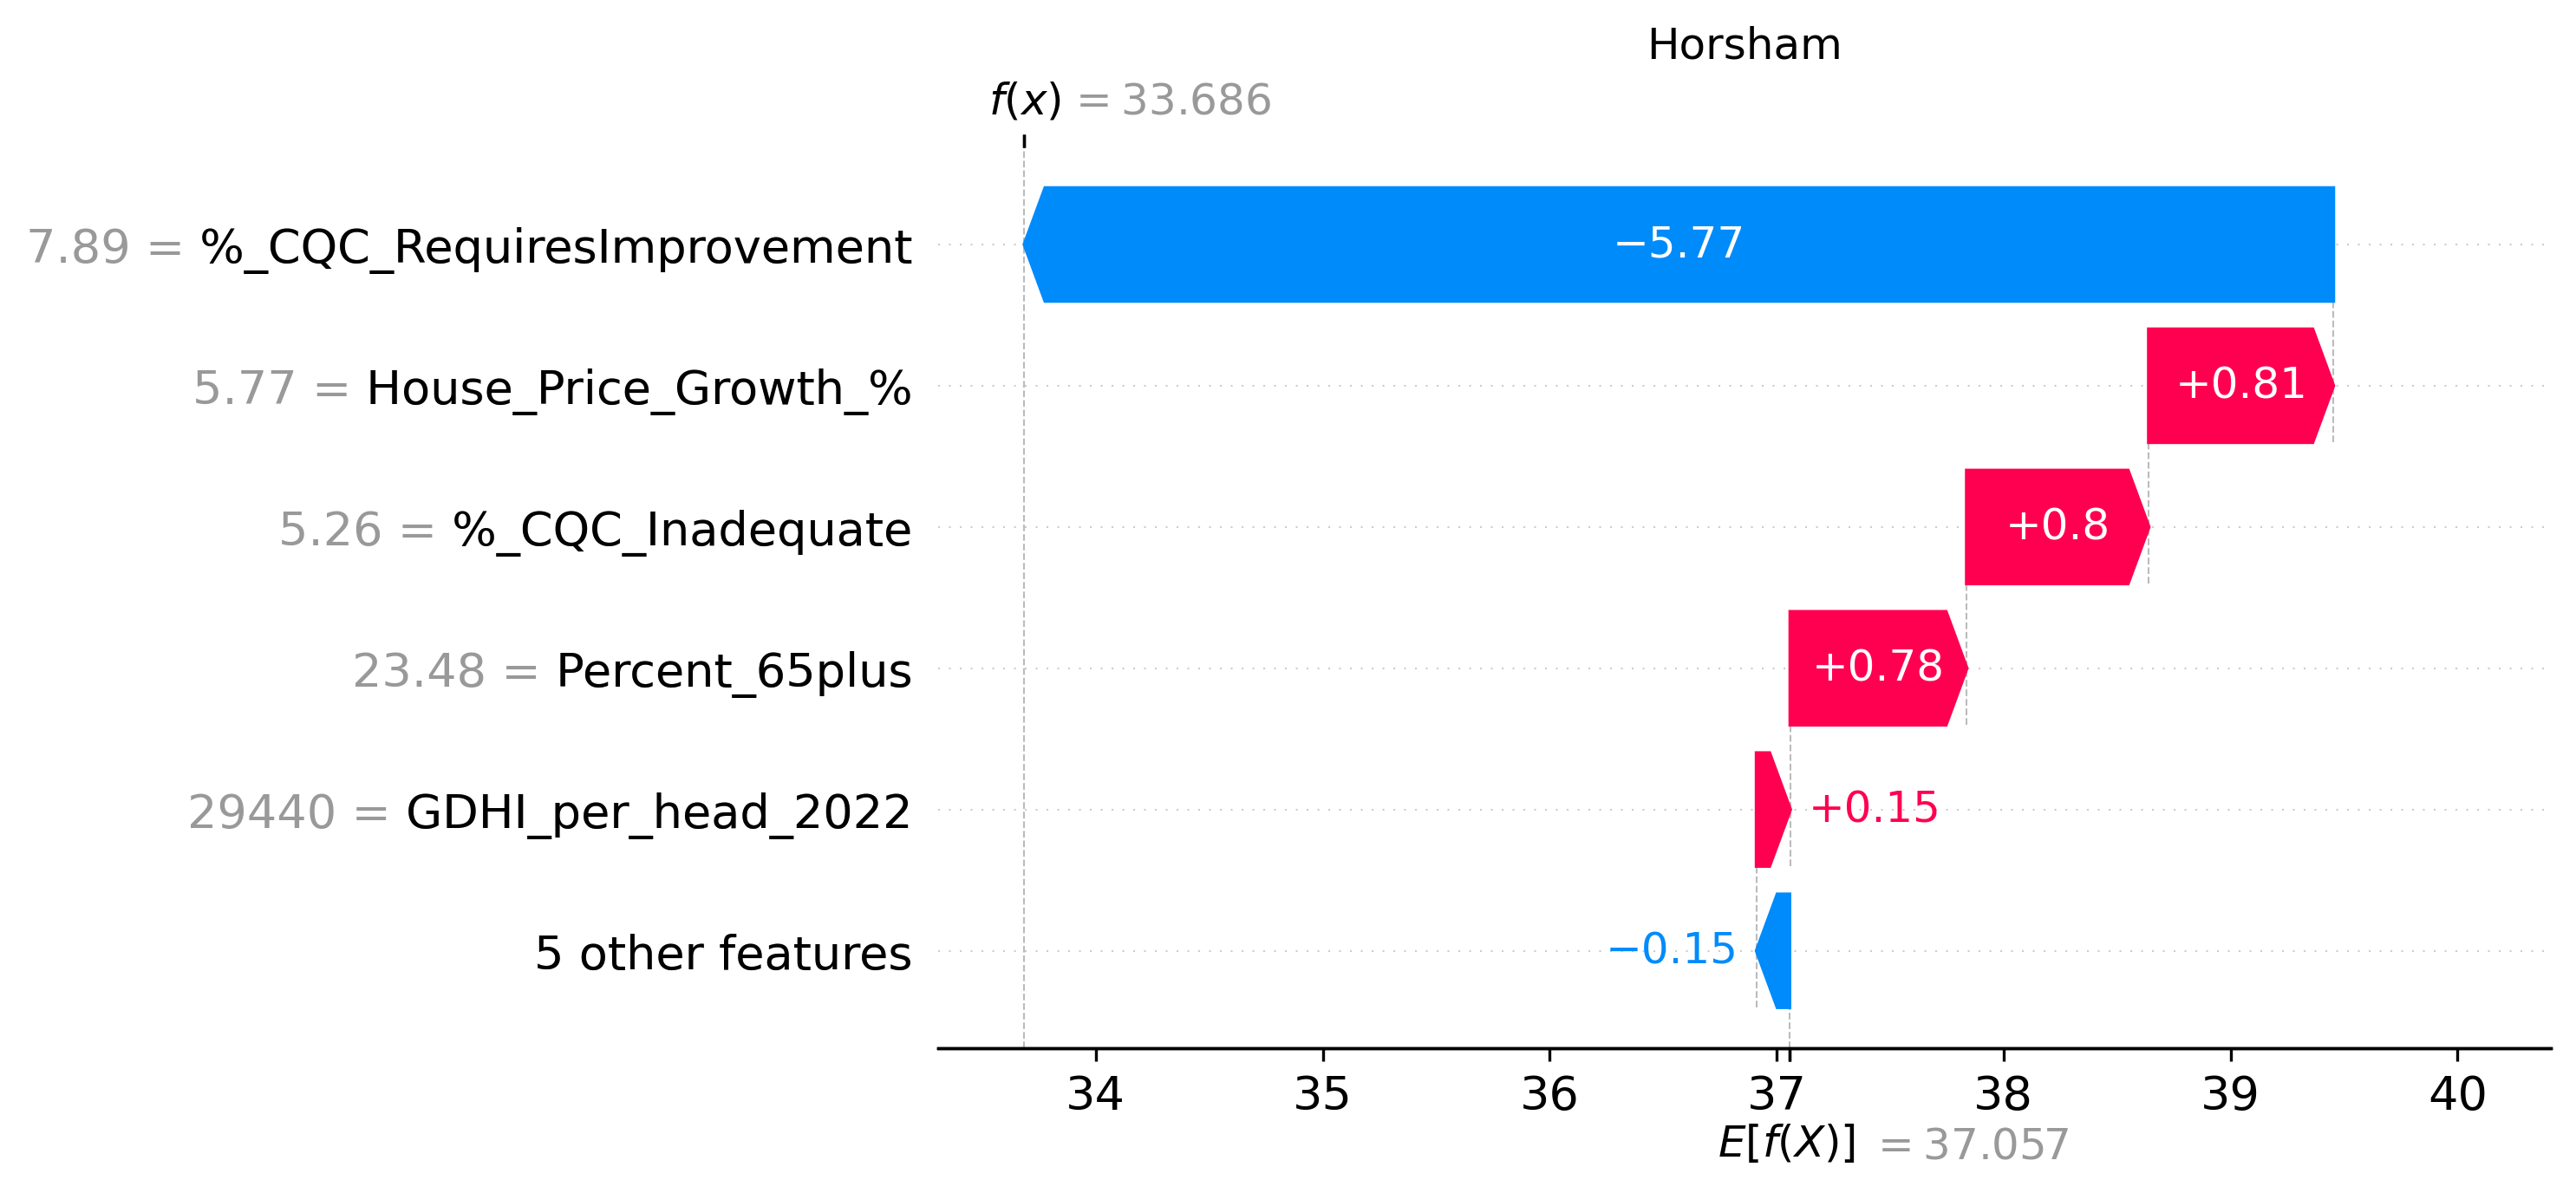 Horsham
f(x) = 33.686
7.89 = %_CQC_RequiresImprovement
−5.77
5.77 = House_Price_Growth_%
+0.81
5.26 = %_CQC_Inadequate
+0.8
23.48 = Percent_65plus
+0.78
29440 = GDHI_per_head_2022
+0.15
5 other features
−0.15
34 35 36 37 38 39 40
E[f(X)] = 37.057